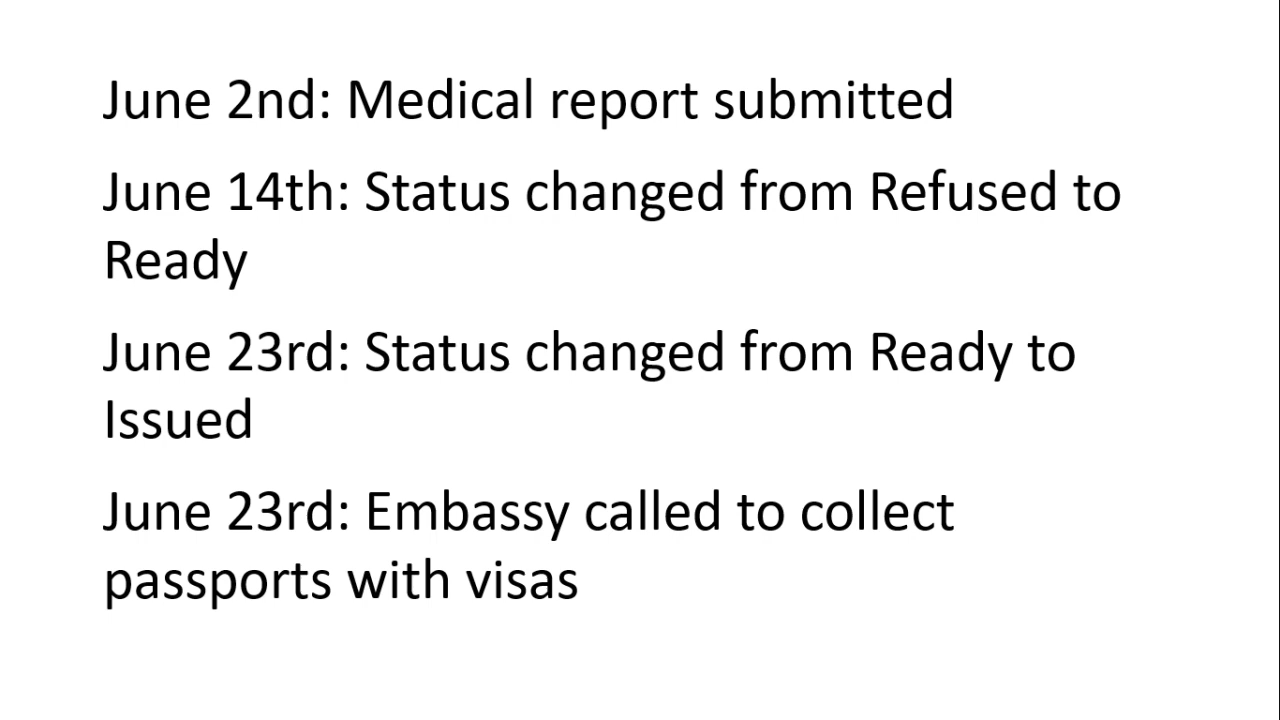 June 2nd: Medical report submitted
June 14th: Status changed from Refused to
Ready
June 23rd: Status changed from Ready to
Issued
June 23rd: Embassy called to collect
passports with visas